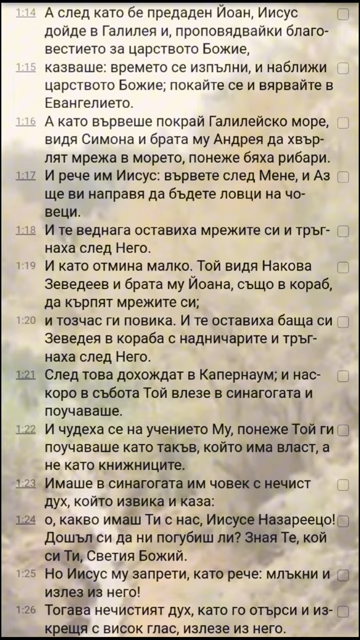 1:14 А след като бе предаден Йоан, Иисус
дойде в Галилея и, проповядвайки благо-
вестието за царството Божие,
1:15 казваше: времето се изпълни, и наближи
царството Божие; покайте се и вярвайте в
Евангелието.
1:16 А като вървеше покрай Галилейско море,
видя Симона и брата му Андрея да хвър-
лят мрежа в морето, понеже бяха рибари.
1:17 И рече им Иисус: вървете след Мене, и Аз
ще ви направя да бъдете ловци на чо-
веци.
1:18 И те веднага оставиха мрежите си и тръг-
наха след Него.
1:19 И като отмина малко. Той видя Накова
Зеведеев и брата му Йоана, също в кораб,
да кърпят мрежите си;
1:20 и тозчас ги повика. И те оставиха баща си
Зеведея в кораба с надничарите и тръг-
наха след Него.
1:21 След това дохождат в Капернаум; и нас-
коро в събота Той влезе в синагогата и
поучаваше.
1:22 И чудеха се на учението Му, понеже Той ги
поучаваше като такъв, който има власт, а
не като книжниците.
1:23 Имаше в синагогата им човек с нечист
дух, който извика и каза:
1:24 о, какво имаш Ти с нас, Иисусе Назареецо!
Дошъл си да ни погубиш ли? Зная Те, кой
си Ти, Светия Божий.
1:25 Но Иисус му запрети, като рече: млъкни и
излез из него!
1:26 Тогава нечистият дух, като го отърси и из-
крещя с висок глас, излезе из него.